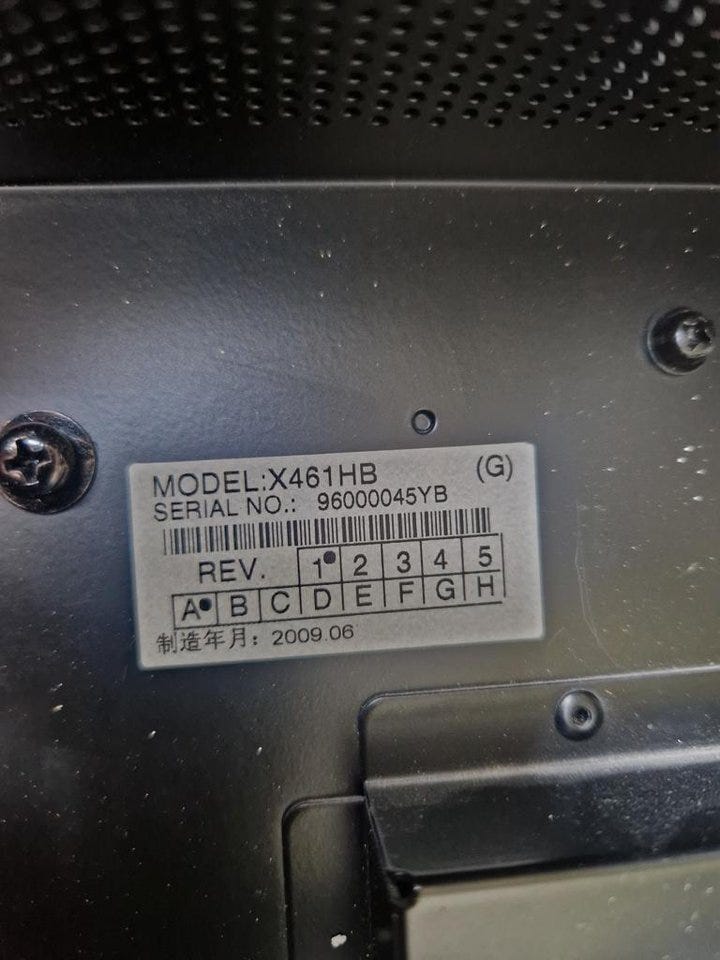 MODEL:X461HB (G)
SERIAL NO.: 96000045YB
REV. 1 2 3 4 5
A B C D E F G H
制造年月：2009.06